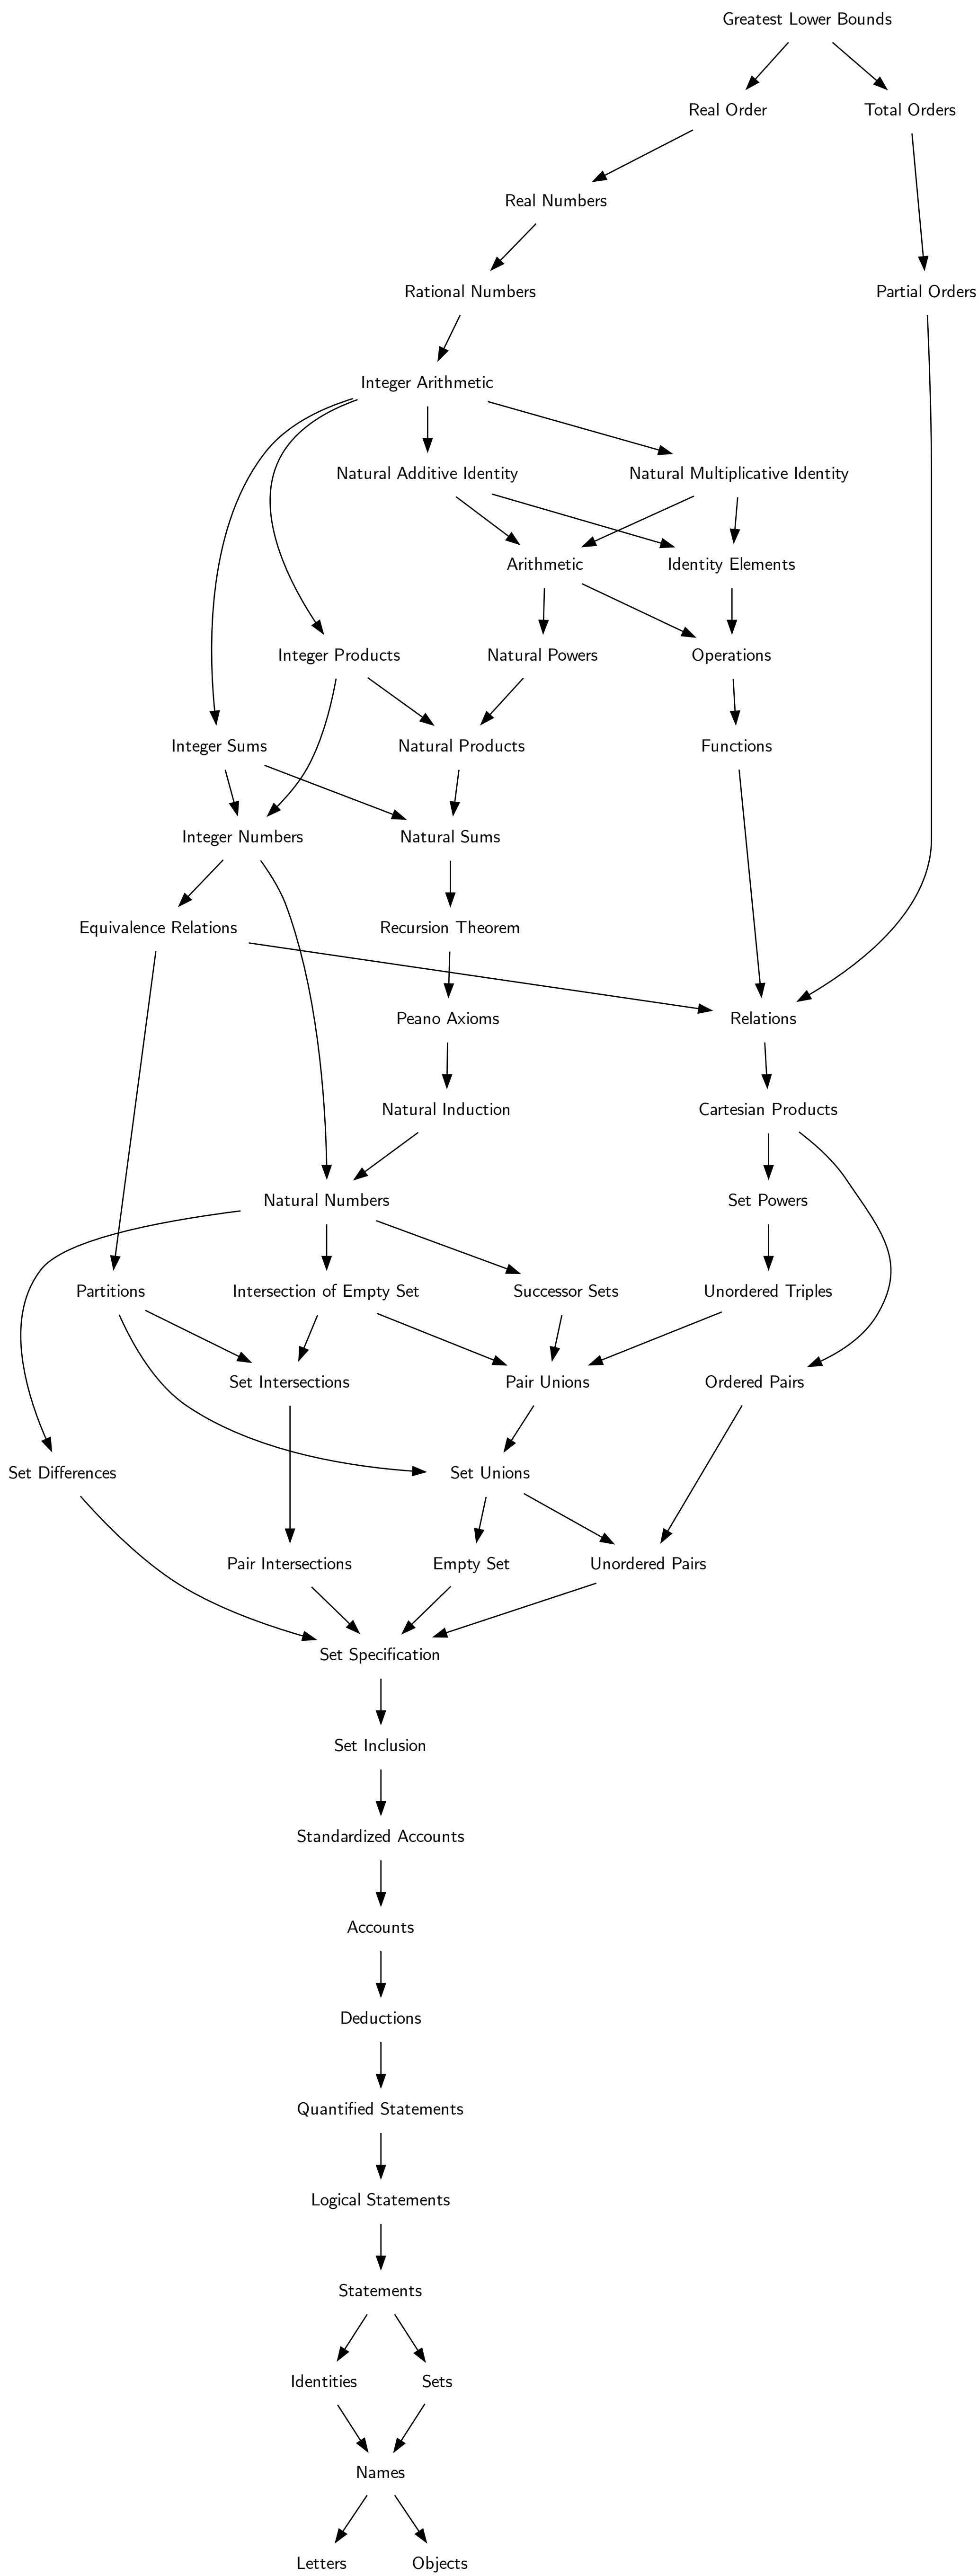 Greatest Lower Bounds
Real Order
Total Orders
Real Numbers
Rational Numbers
Partial Orders
Integer Arithmetic
Natural Additive Identity
Natural Multiplicative Identity
Arithmetic
Identity Elements
Integer Products
Natural Powers
Operations
Integer Sums
Natural Products
Functions
Integer Numbers
Natural Sums
Equivalence Relations
Recursion Theorem
Peano Axioms
Relations
Natural Induction
Cartesian Products
Natural Numbers
Set Powers
Partitions
Intersection of Empty Set
Successor Sets
Unordered Triples
Set Intersections
Pair Unions
Ordered Pairs
Set Differences
Set Unions
Pair Intersections
Empty Set
Unordered Pairs
Set Specification
Set Inclusion
Standardized Accounts
Accounts
Deductions
Quantified Statements
Logical Statements
Statements
Identities
Sets
Names
Letters
Objects